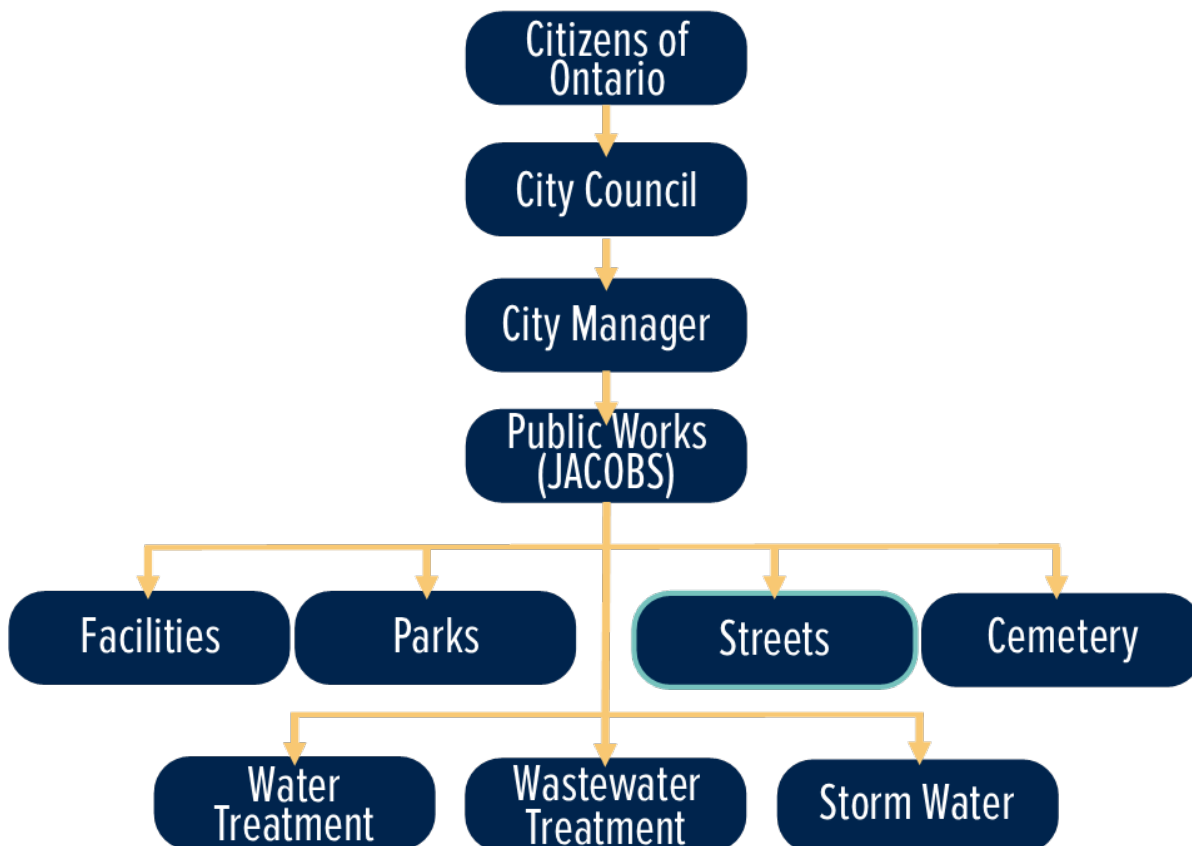 Citizens of
Ontario
City Council
City Manager
Public Works
(JACOBS)
Facilities
Parks
Streets
Cemetery
Water
Treatment
Wastewater
Treatment
Storm Water